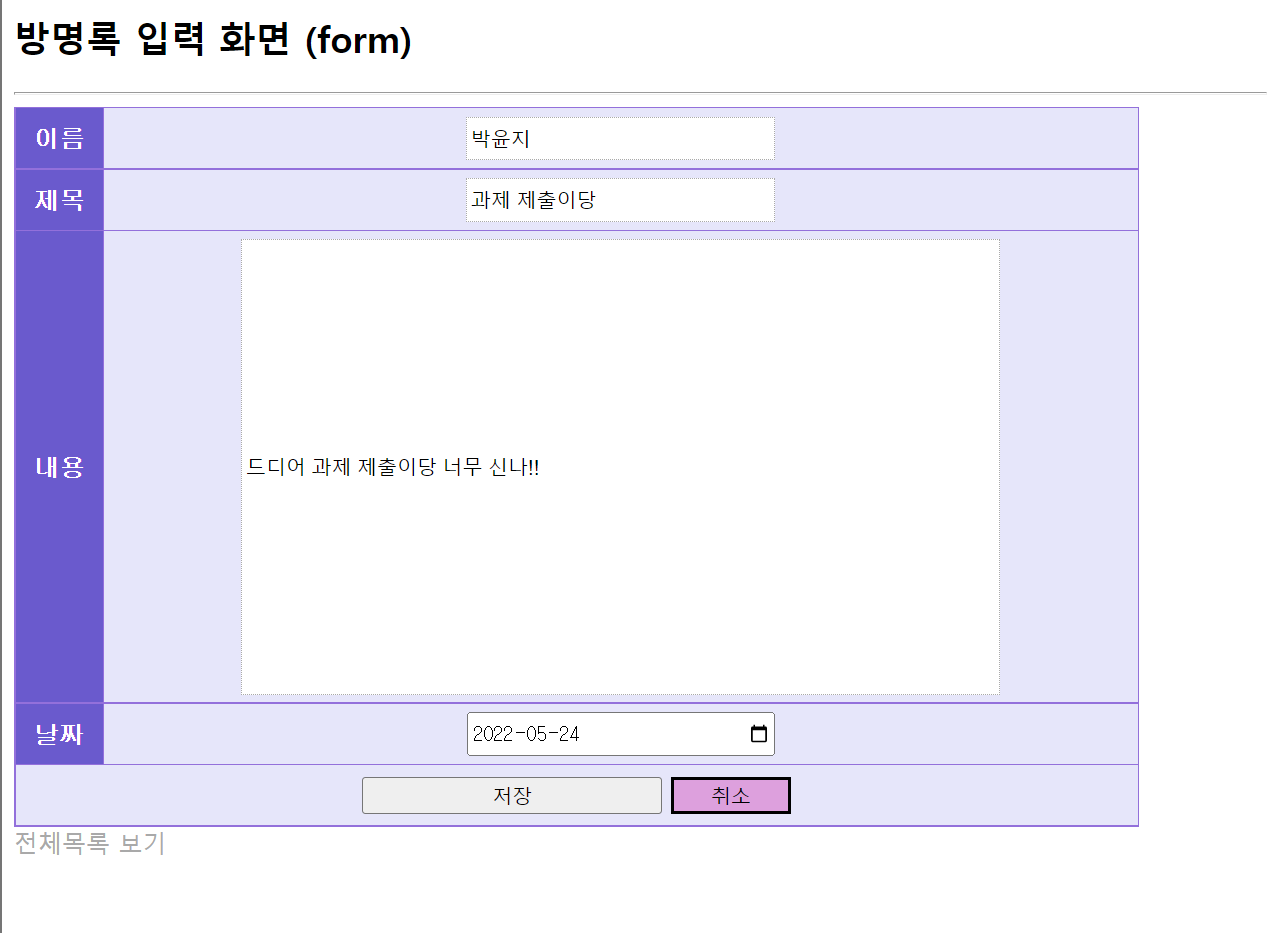 방명록 입력 화면 (form)
이름 박윤지
제목 과제 제출이당
내용 드디어 과제 제출이당 너무 신나!!
날짜 2022-05-24
저장 취소
전체목록 보기